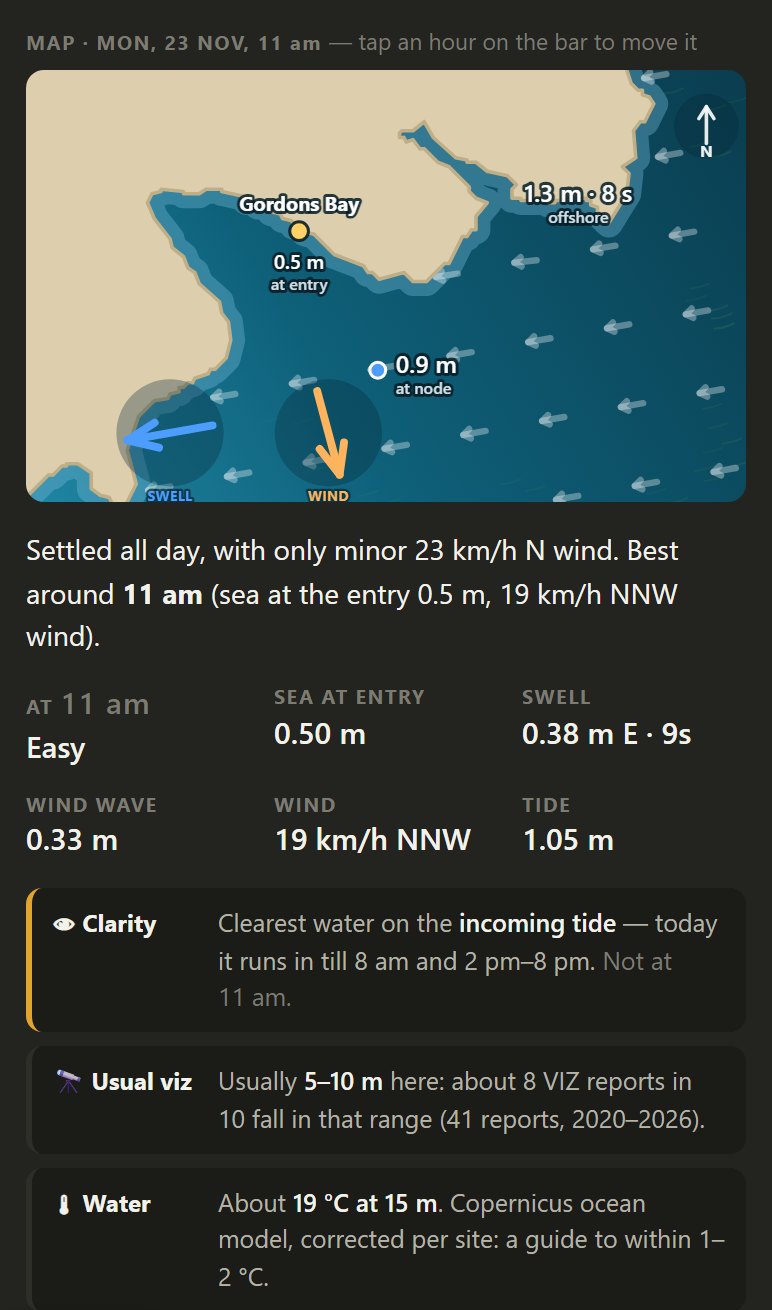 MAP · MON, 23 NOV, 11 am — tap an hour on the bar to move it
N
1.3 m · 8 s
offshore
Gordons Bay
0.5 m
at entry
0.9 m
at node
SWELL
WIND
Settled all day, with only minor 23 km/h N wind. Best
around 11 am (sea at the entry 0.5 m, 19 km/h NNW
wind).
AT 11 am
Easy
SEA AT ENTRY
0.50 m
SWELL
0.38 m E · 9s
WIND WAVE
0.33 m
WIND
19 km/h NNW
TIDE
1.05 m
Clarity
Clearest water on the incoming tide — today
it runs in till 8 am and 2 pm–8 pm. Not at
11 am.
Usual viz
Usually 5–10 m here: about 8 VIZ reports in
10 fall in that range (41 reports, 2020–2026).
Water
About 19 °C at 15 m. Copernicus ocean
model, corrected per site: a guide to within 1–
2 °C.